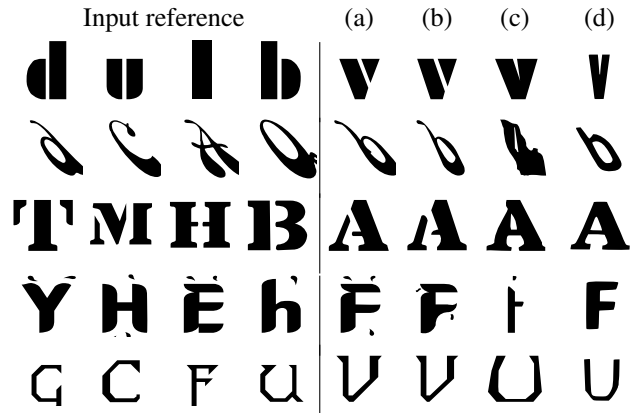 Input reference (a) (b) (c) (d)
d u l b v v v v
d C A O b b b
T M H B A A A A
Y H E h F F t F
G C F U V V U U